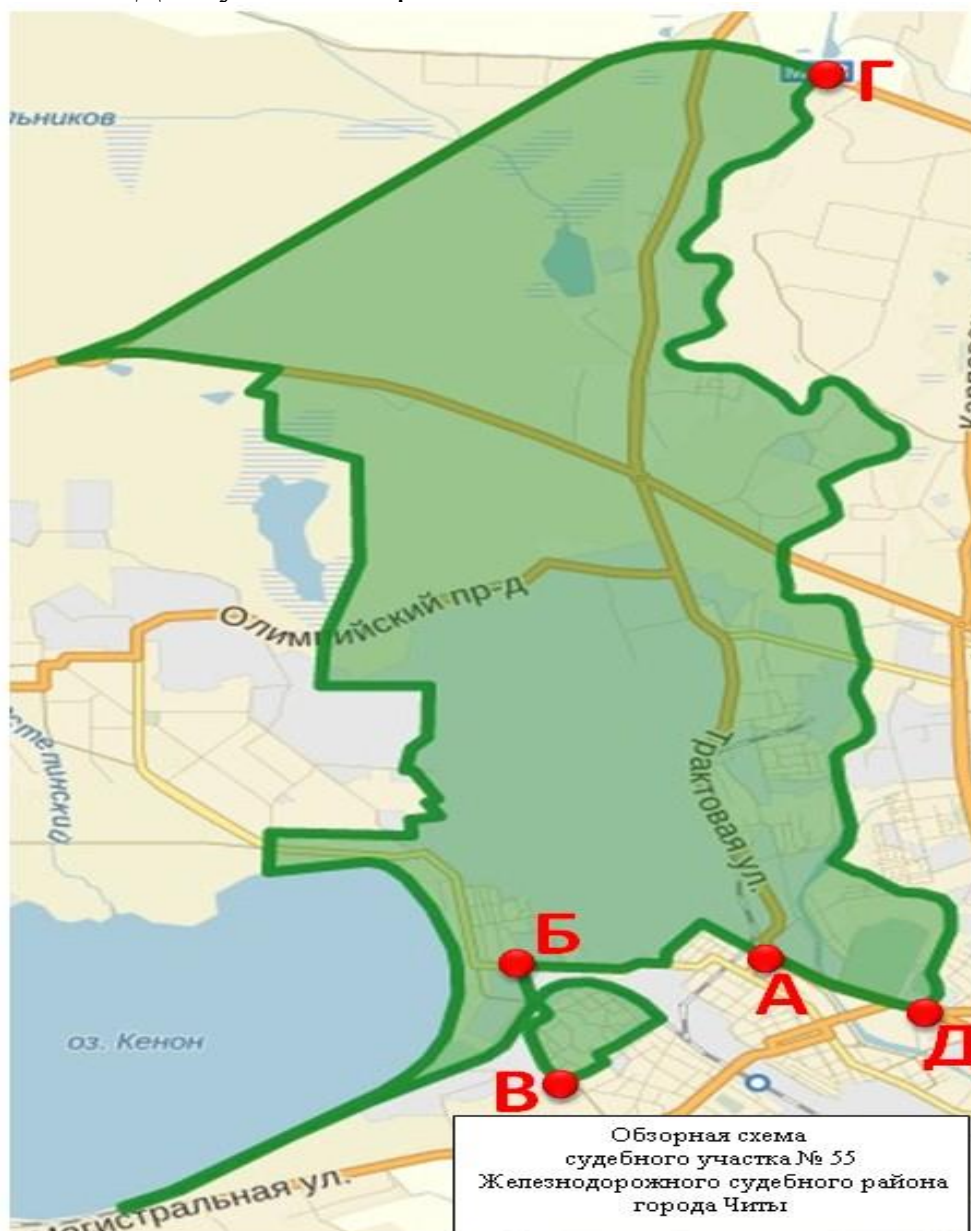 Г
льников
Олимпийский пр-д
Трактовая ул.
Б
А
Д
В
оз. Кенон
Магистральная ул.
Обзорная схема
судебного участка № 55
Железнодорожного судебного района
города Читы